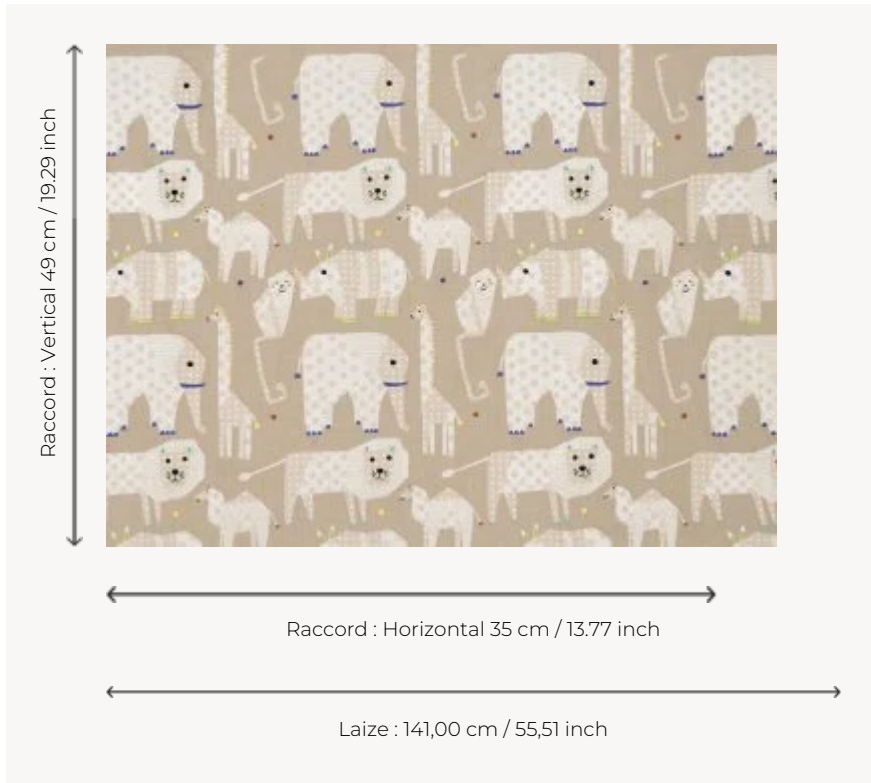 Raccord : Vertical 49 cm / 19.29 inch
Raccord : Horizontal 35 cm / 13.77 inch
Laize : 141,00 cm / 55,51 inch